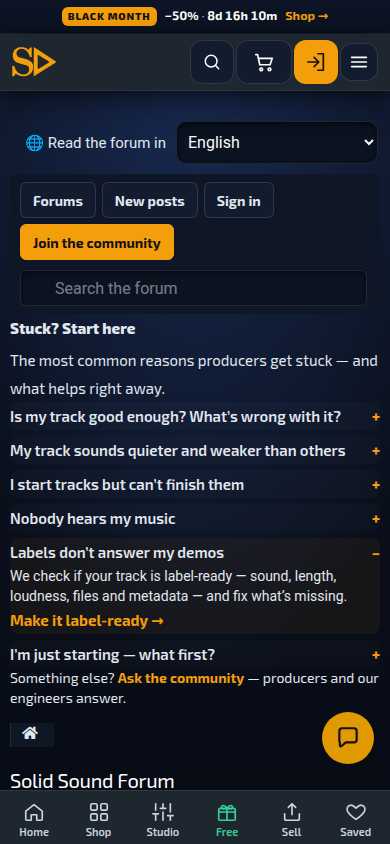 BLACK MONTH −50% · 8d 16h 10m Shop →
SD
🌐 Read the forum in English
Forums New posts Sign in
Join the community
Search the forum
Stuck? Start here
The most common reasons producers get stuck — and
what helps right away.
Is my track good enough? What's wrong with it? +
My track sounds quieter and weaker than others +
I start tracks but can't finish them +
Nobody hears my music +
Labels don't answer my demos −
We check if your track is label-ready — sound, length,
loudness, files and metadata — and fix what's missing.
Make it label-ready →
I'm just starting — what first? +
Something else? Ask the community — producers and our
engineers answer.
Solid Sound Forum
Home Shop Studio Free Sell Saved